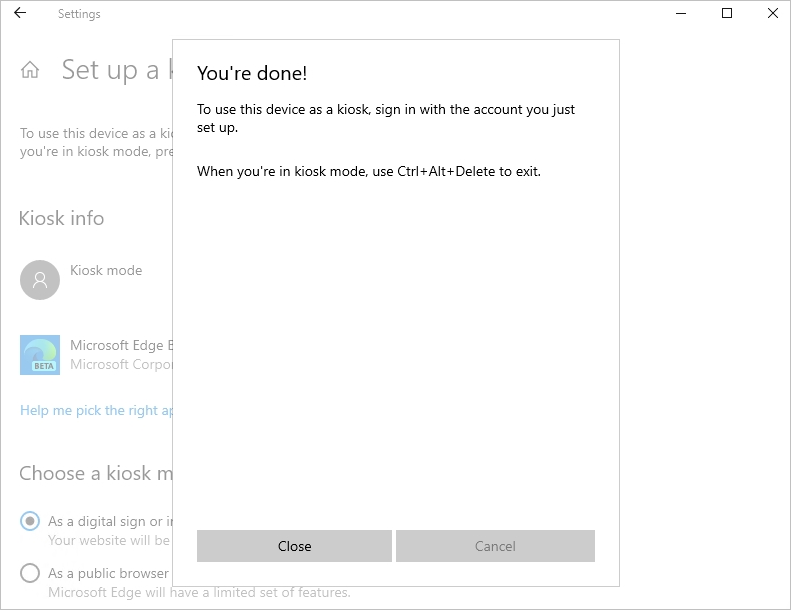 Settings
Set up a k
You're done!
To use this device as a kiosk, sign in with the account you just
set up.
When you're in kiosk mode, use Ctrl+Alt+Delete to exit.
To use this device as a kio
you're in kiosk mode, pre
Kiosk info
Kiosk mode
Microsoft Edge B
BETA
Microsoft Corpor
Help me pick the right ap
Choose a kiosk m
As a digital sign or in
Your website will be
As a public browser
Microsoft Edge will have a limited set of features.
Close
Cancel